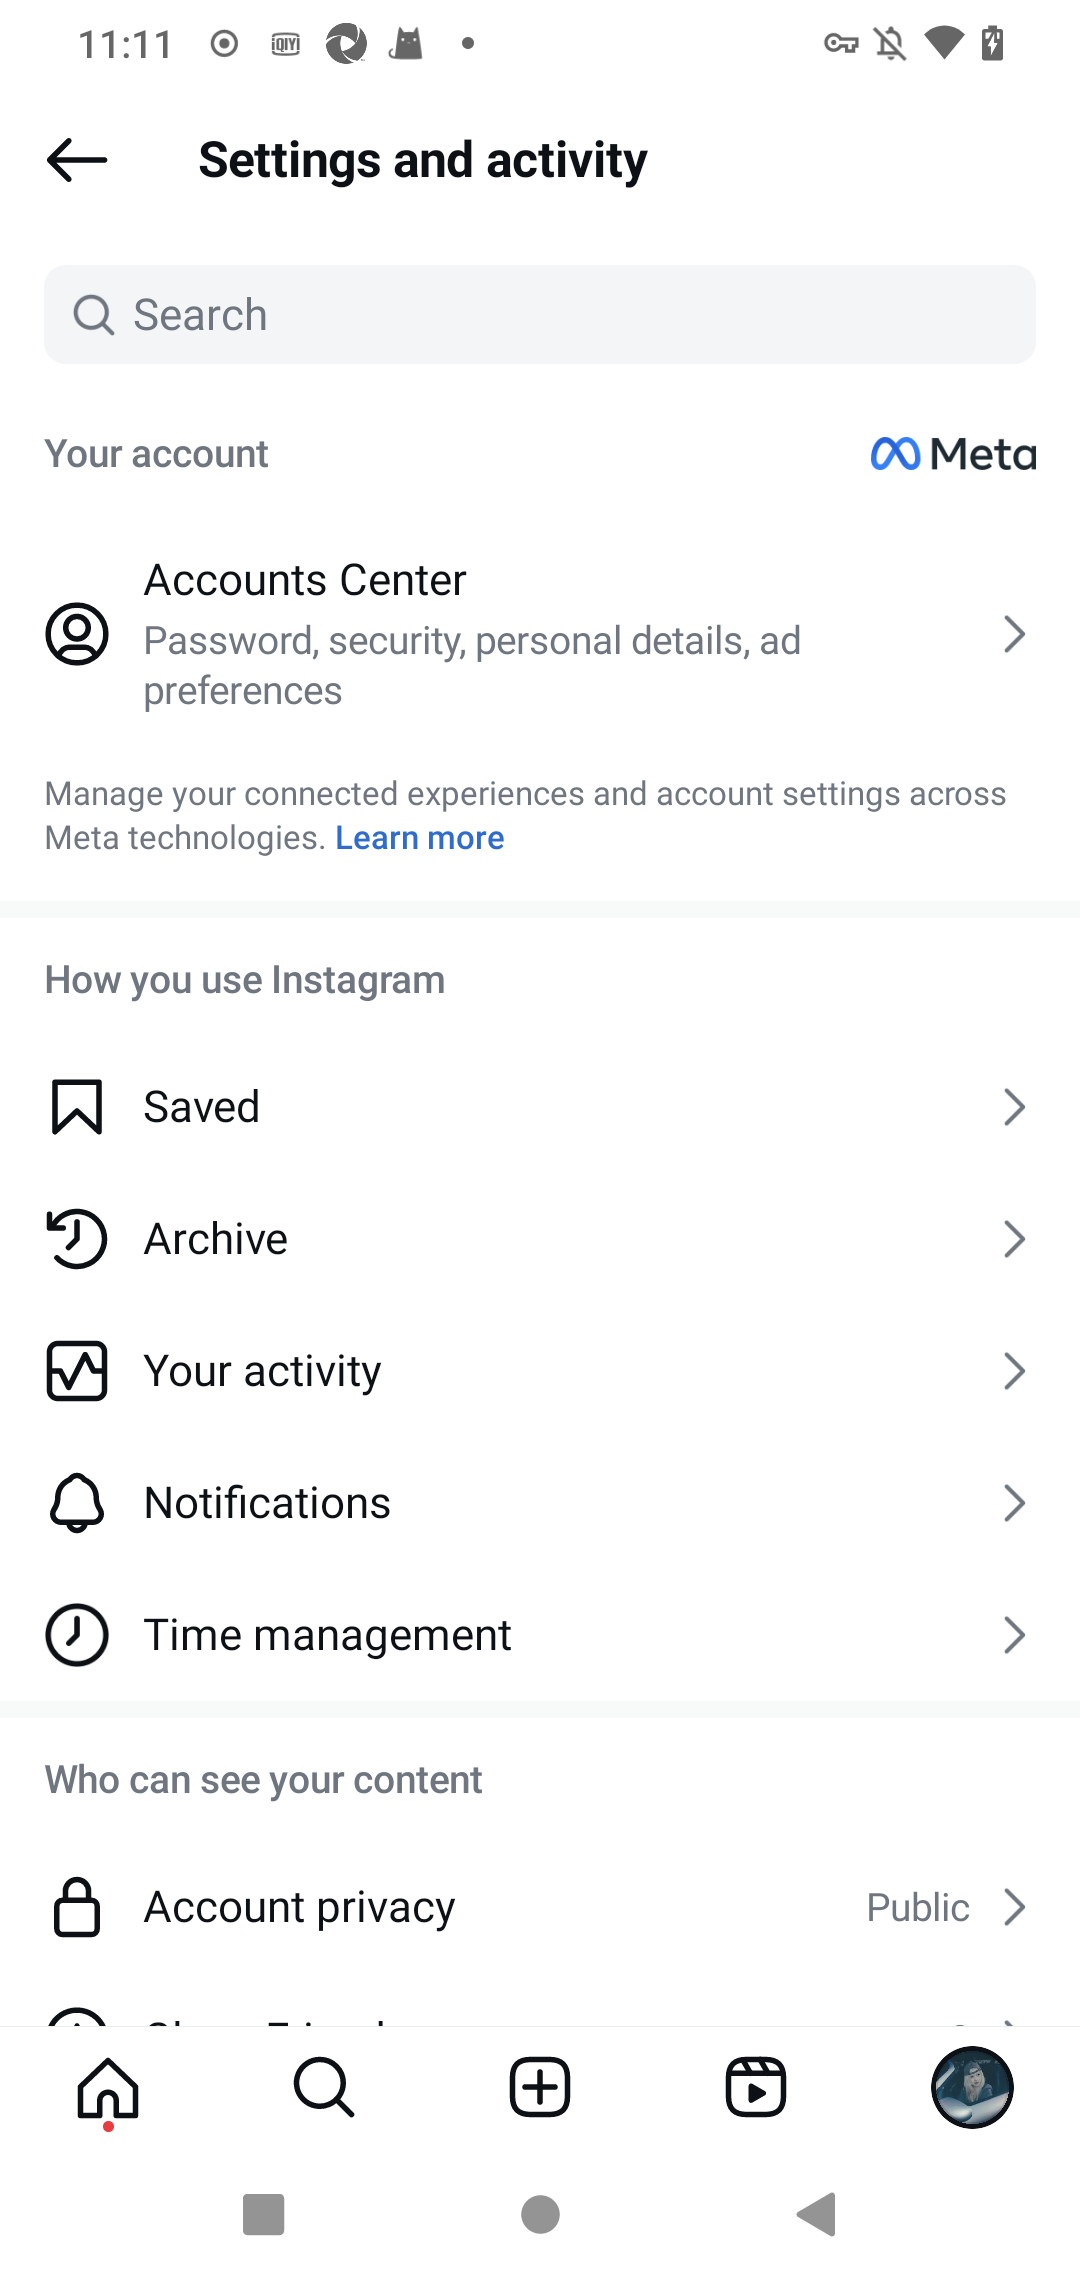 11:11
iQIYI
Settings and activity
Search
Your account
Meta
Accounts Center
Password, security, personal details, ad
preferences
Manage your connected experiences and account settings across
Meta technologies. Learn more
How you use Instagram
Saved
Archive
Your activity
Notifications
Time management
Who can see your content
Account privacy
Public